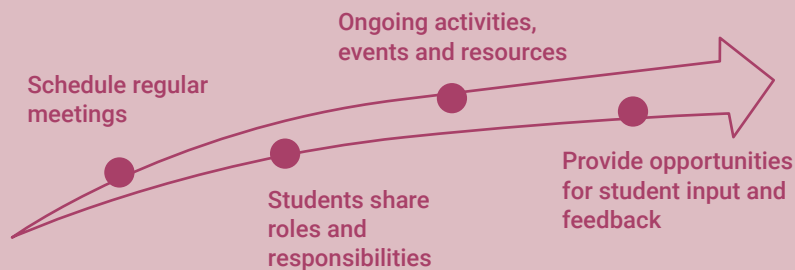 Schedule regular
meetings
Students share
roles and
responsibilities
Ongoing activities,
events and resources
Provide opportunities
for student input and
feedback